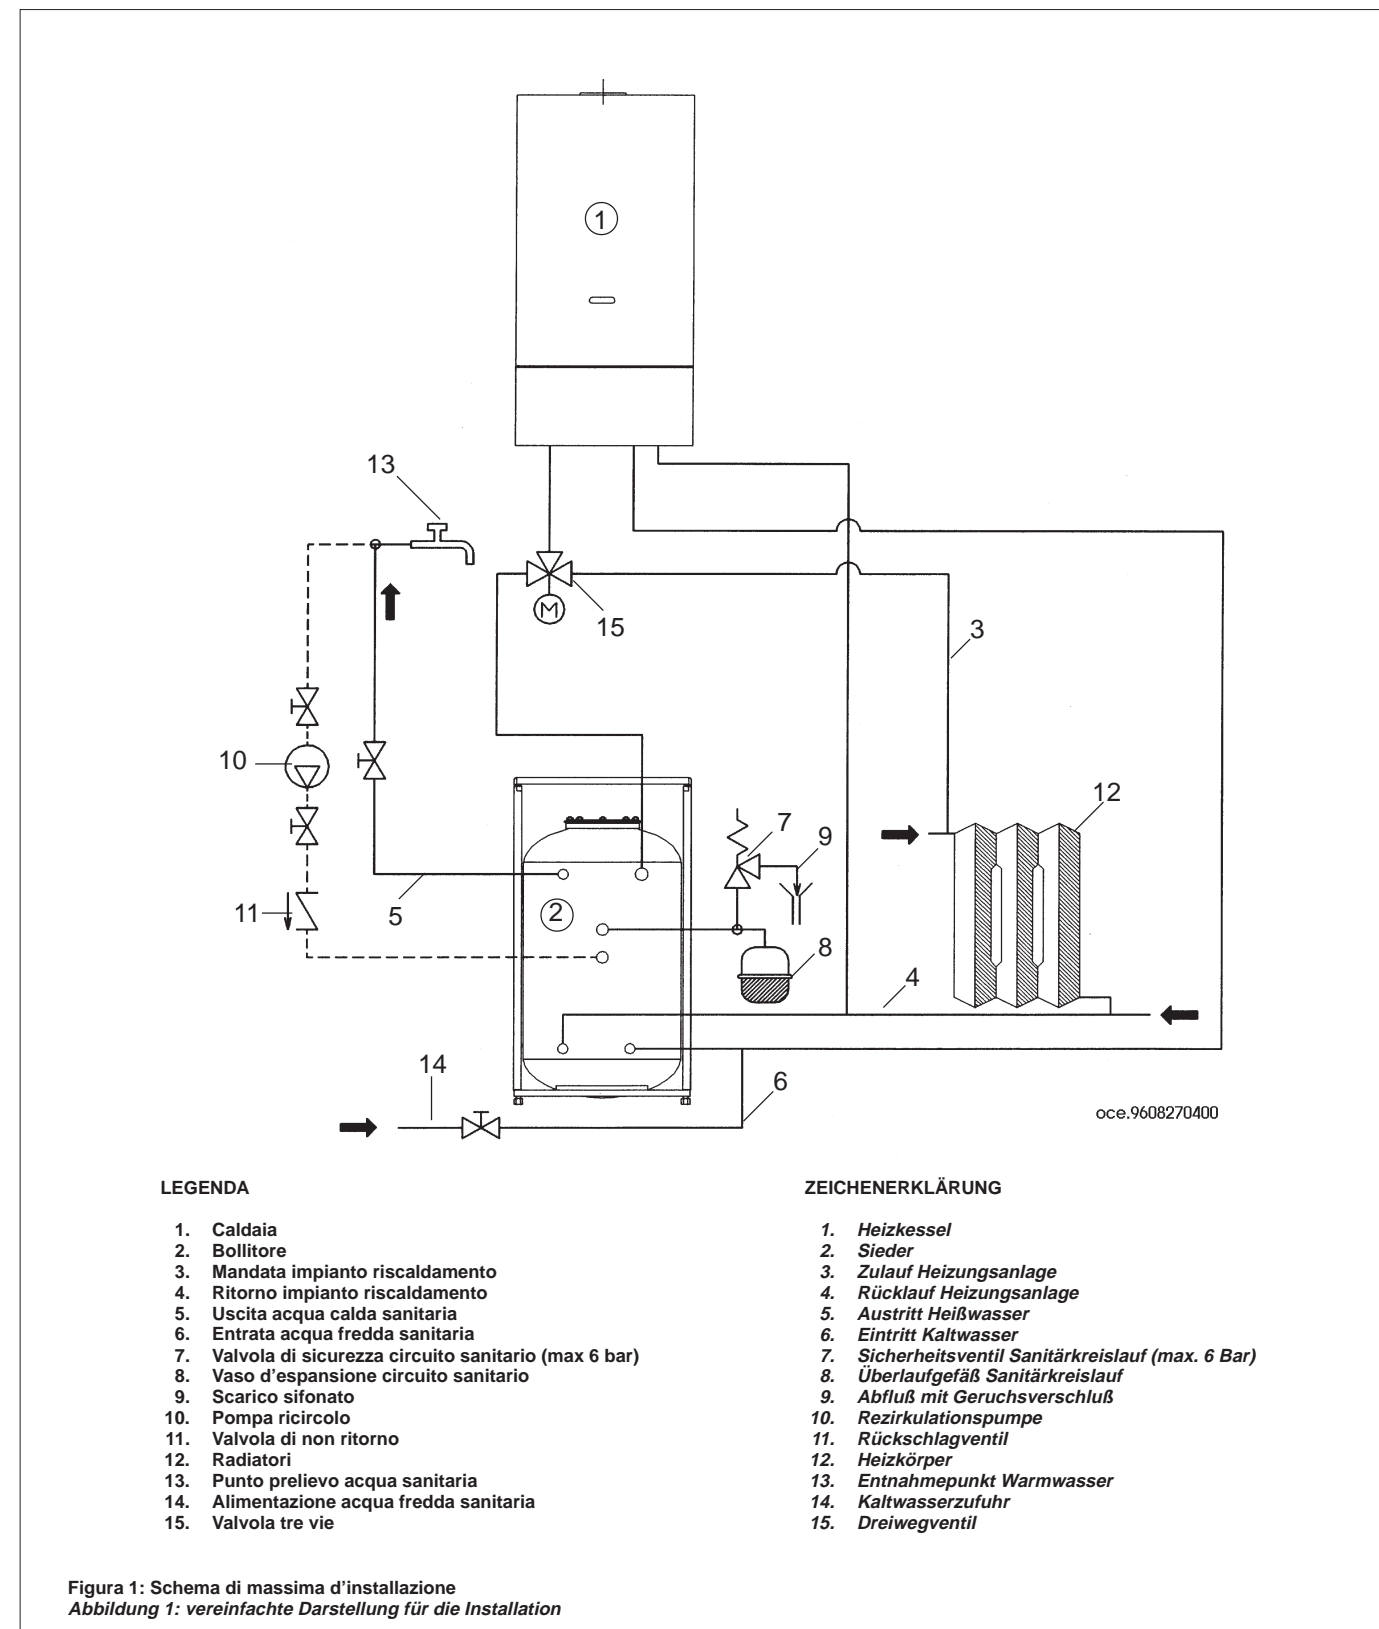 1
13
M
15
3
10
12
7
9
11
5
2
8
4
14
6
oce.9608270400
LEGENDA
1. Caldaia
2. Bollitore
3. Mandata impianto riscaldamento
4. Ritorno impianto riscaldamento
5. Uscita acqua calda sanitaria
6. Entrata acqua fredda sanitaria
7. Valvola di sicurezza circuito sanitario (max 6 bar)
8. Vaso d'espansione circuito sanitario
9. Scarico sifonato
10. Pompa ricircolo
11. Valvola di non ritorno
12. Radiatori
13. Punto prelievo acqua sanitaria
14. Alimentazione acqua fredda sanitaria
15. Valvola tre vie
ZEICHENERKLÄRUNG
1. Heizkessel
2. Sieder
3. Zulauf Heizungsanlage
4. Rücklauf Heizungsanlage
5. Austritt Heißwasser
6. Eintritt Kaltwasser
7. Sicherheitsventil Sanitärkreislauf (max. 6 Bar)
8. Überlaufgefäß Sanitärkreislauf
9. Abfluß mit Geruchsverschluß
10. Rezirkulationspumpe
11. Rückschlagventil
12. Heizkörper
13. Entnahmepunkt Warmwasser
14. Kaltwasserzufuhr
15. Dreiwegventil
Figura 1: Schema di massima d'installazione
Abbildung 1: vereinfachte Darstellung für die Installation